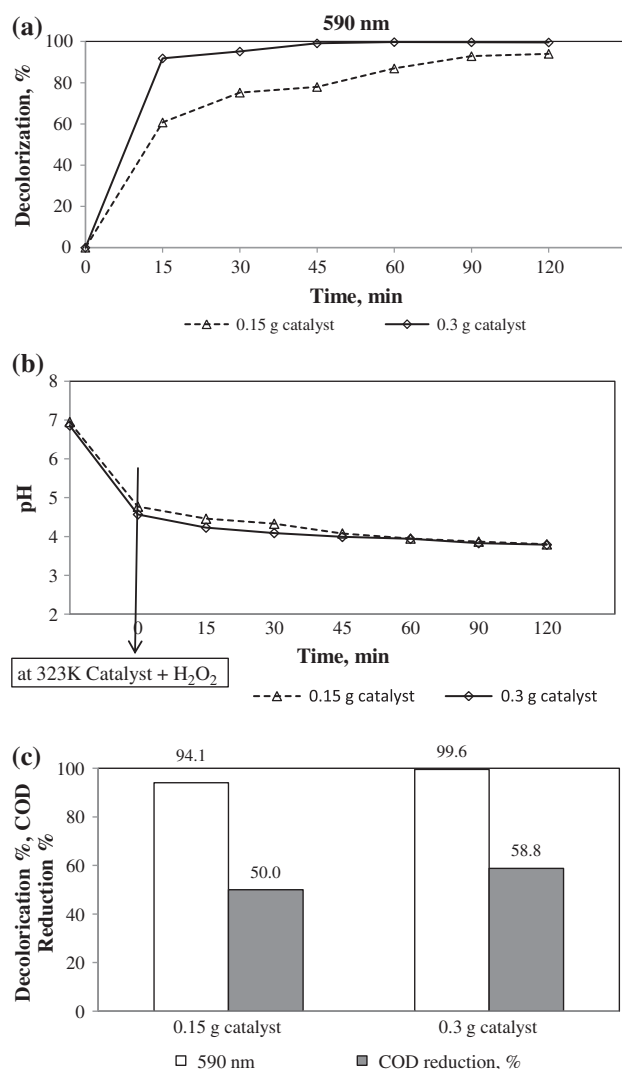 (a)
590 nm
100
80
60
40
20
0
Decolorization, %
0 15 30 45 60 90 120
Time, min
0.15 g catalyst 0.3 g catalyst
(b)
8
7
6
5
4
3
2
pH
0 15 30 45 60 90 120
Time, min
at 323K Catalyst + H₂O₂
0.15 g catalyst 0.3 g catalyst
(c)
100
80
60
40
20
0
Decolorication %, COD
Reduction %
94.1 99.6
50.0 58.8
0.15 g catalyst 0.3 g catalyst
590 nm COD reduction, %